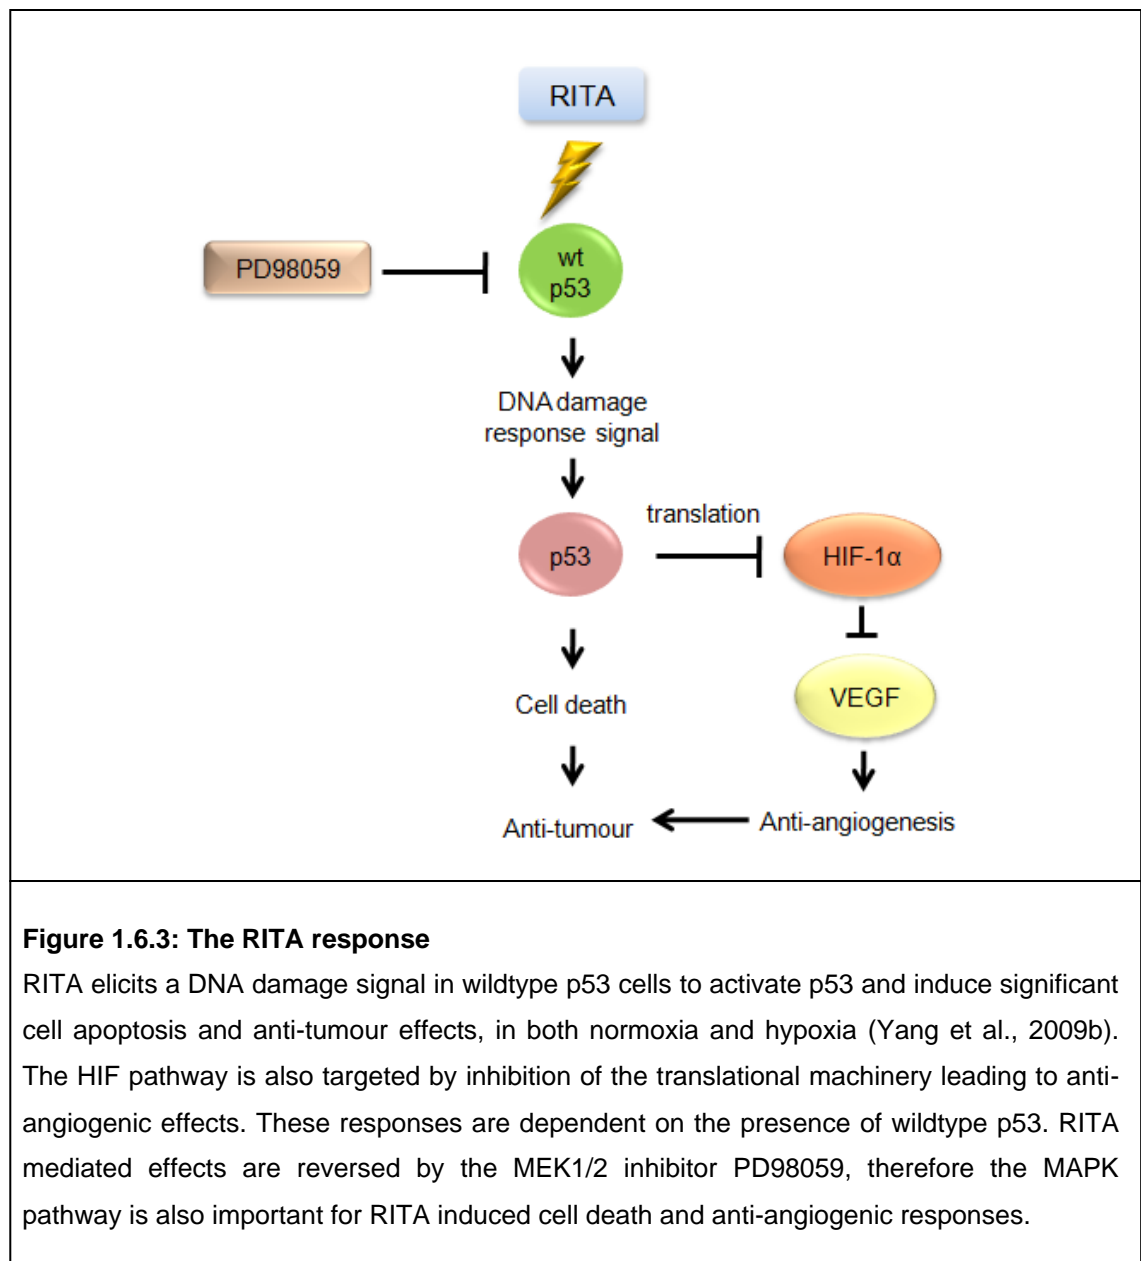 RITA
PD98059
wt
p53
DNA damage
response signal
translation
p53
HIF-1α
Cell death
VEGF
Anti-tumour
Anti-angiogenesis
Figure 1.6.3: The RITA response
RITA elicits a DNA damage signal in wildtype p53 cells to activate p53 and induce significant
cell apoptosis and anti-tumour effects, in both normoxia and hypoxia (Yang et al., 2009b).
The HIF pathway is also targeted by inhibition of the translational machinery leading to anti-
angiogenic effects. These responses are dependent on the presence of wildtype p53. RITA
mediated effects are reversed by the MEK1/2 inhibitor PD98059, therefore the MAPK
pathway is also important for RITA induced cell death and anti-angiogenic responses.